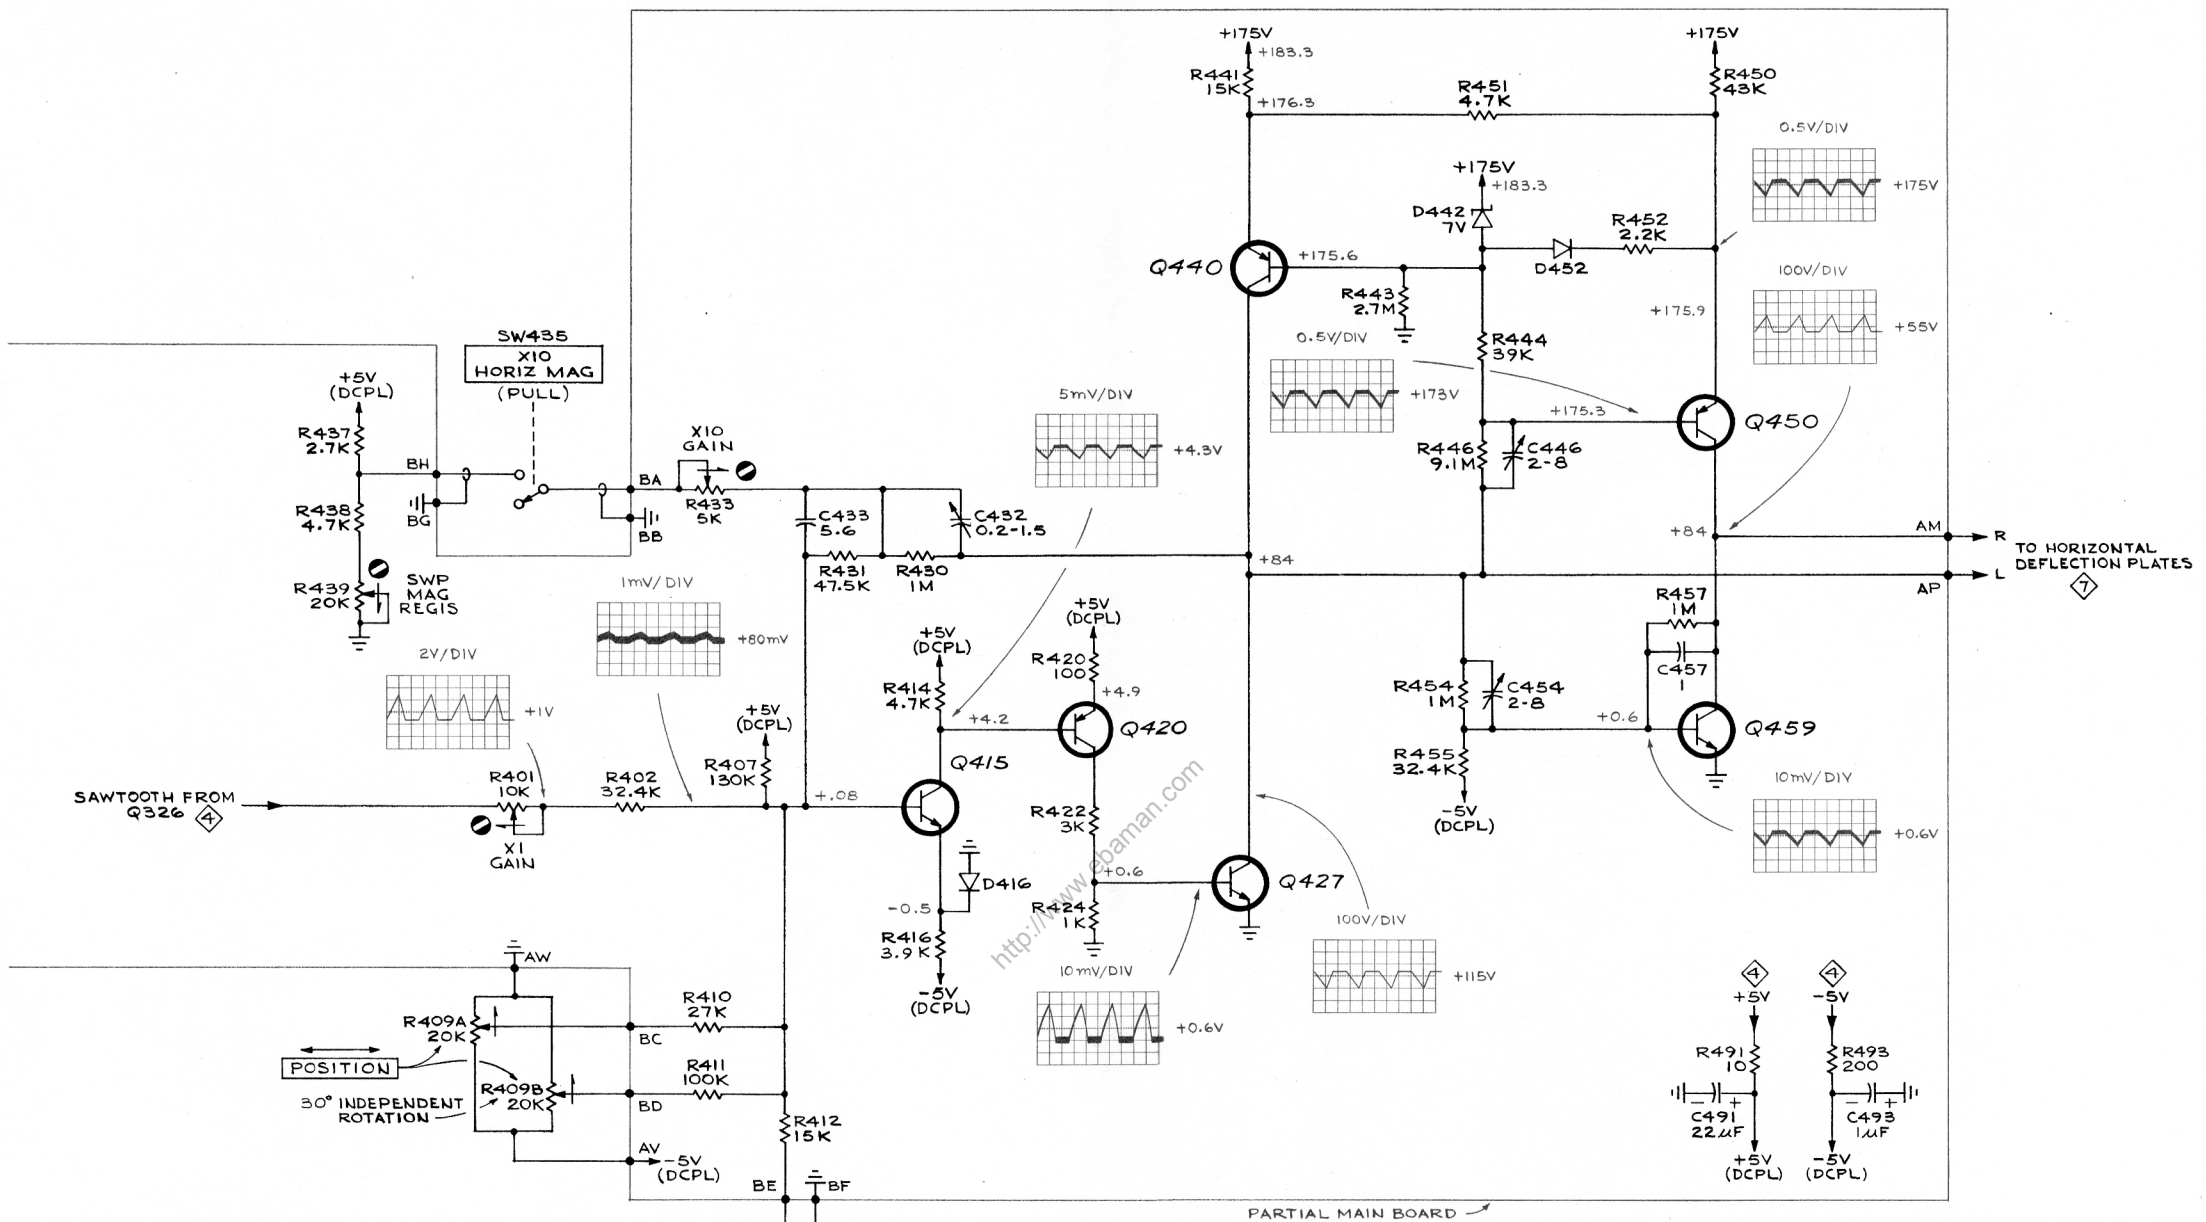 +175V
+183.3
R441
15K
+176.3
R451
4.7K
+175V
R450
43K
0.5V/DIV
+175V
+175V
+183.3
D442
7V
R452
2.2K
D452
Q440
+175.6
R443
2.7M
100V/DIV
+55V
+175.9
0.5V/DIV
+173V
R444
39K
+175.3
Q450
R446
9.1M
C446
2-8
SW435
X10
HORIZ MAG
(PULL)
+5V
(DCPL)
R437
2.7K
BH
BG
R438
4.7K
R439
20K
SWP
MAG
REGIS
BA
BB
X10
GAIN
R433
5K
C433
5.6
C432
0.2-1.5
R431
47.5K
R430
1M
5mV/DIV
+4.3V
+84
+84
AM
R
TO HORIZONTAL
DEFLECTION PLATES
7
L
AP
1mV/DIV
+80mV
2V/DIV
+1V
+5V
(DCPL)
R414
4.7K
+4.2
+5V
(DCPL)
R420
100
+4.9
Q420
R457
1M
C457
1
R454
1M
C454
2-8
+0.6
Q459
R455
32.4K
-5V
(DCPL)
10mV/DIV
+0.6V
+5V
(DCPL)
R407
130K
Q415
SAWTOOTH FROM
Q326 4
R401
10K
X1
GAIN
R402
32.4K
+.08
R422
3K
+0.6
R424
1K
Q427
D416
-0.5
R416
3.9K
-5V
(DCPL)
http://www.ebaman.com
10mV/DIV
+0.6V
100V/DIV
+115V
AW
R409A
20K
POSITION
R409B
20K
30° INDEPENDENT
ROTATION
BC
R410
27K
BD
R411
100K
AV
-5V
(DCPL)
R412
15K
BE
BF
4
+5V
R491
10
C491
22µF
- +
+5V
(DCPL)
4
-5V
R493
200
C493
1µF
- +
-5V
(DCPL)
PARTIAL MAIN BOARD